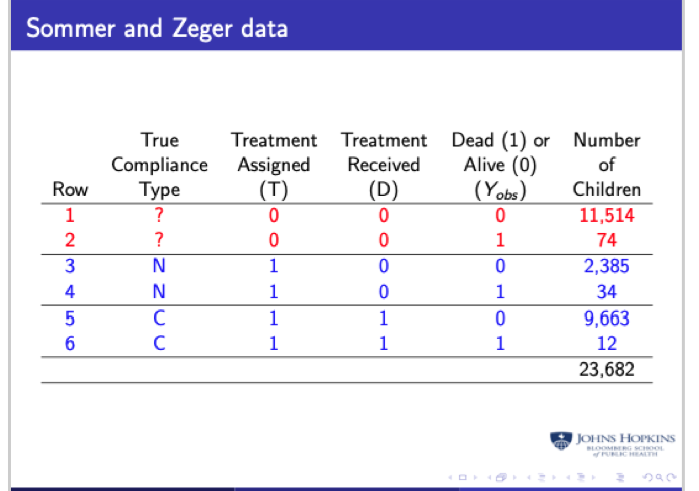 Sommer and Zeger data
True Treatment Treatment Dead (1) or Number
Compliance Assigned Received Alive (0) of
Row Type (T) (D) (Y_obs) Children
1 ? 0 0 0 11,514
2 ? 0 0 1 74
3 N 1 0 0 2,385
4 N 1 0 1 34
5 C 1 1 0 9,663
6 C 1 1 1 12
23,682
JOHNS HOPKINS
BLOOMBERG SCHOOL
of PUBLIC HEALTH